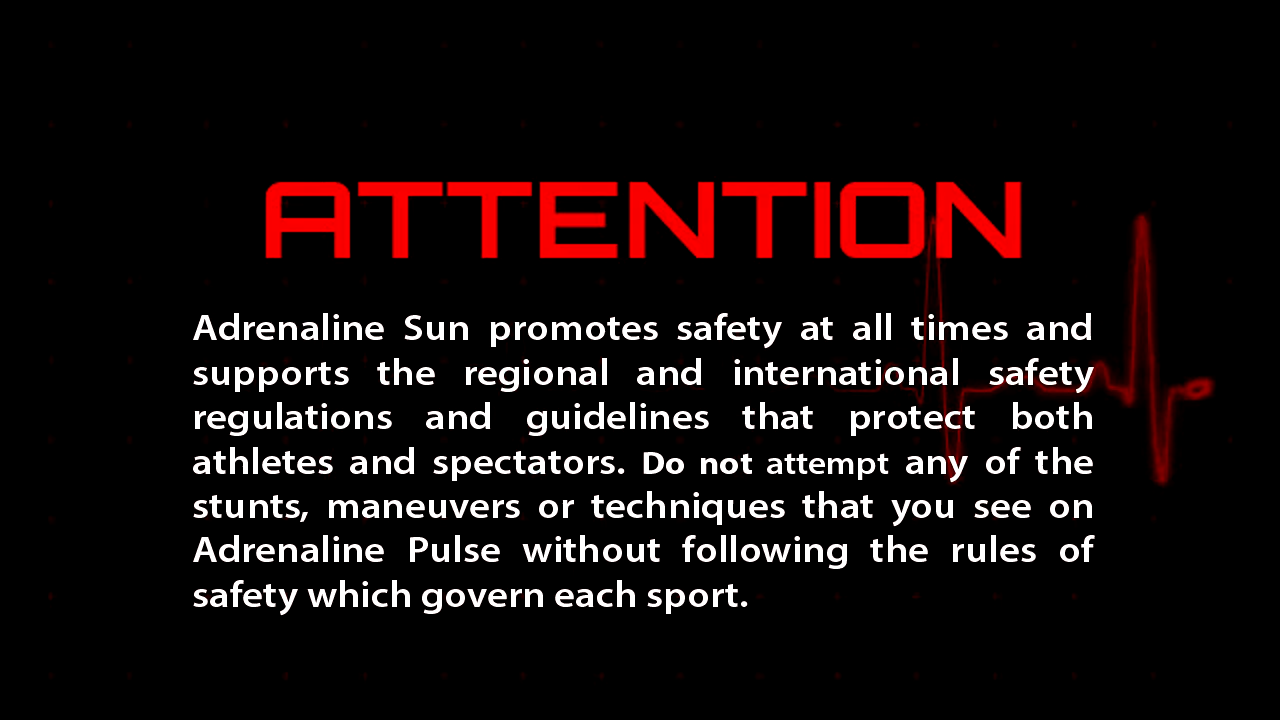 ATTENTION
Adrenaline Sun promotes safety at all times and
supports the regional and international safety
regulations and guidelines that protect both
athletes and spectators. Do not attempt any of the
stunts, maneuvers or techniques that you see on
Adrenaline Pulse without following the rules of
safety which govern each sport.